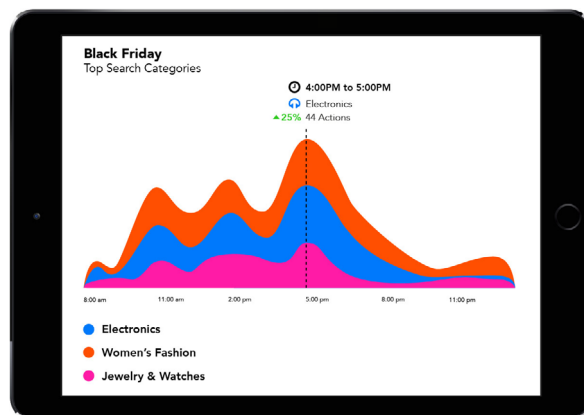 Black Friday
Top Search Categories
4:00PM to 5:00PM
Electronics
25% 44 Actions
8:00 am 11:00 am 2:00 pm 5:00 pm 8:00 pm 11:00 pm
Electronics
Women's Fashion
Jewelry & Watches